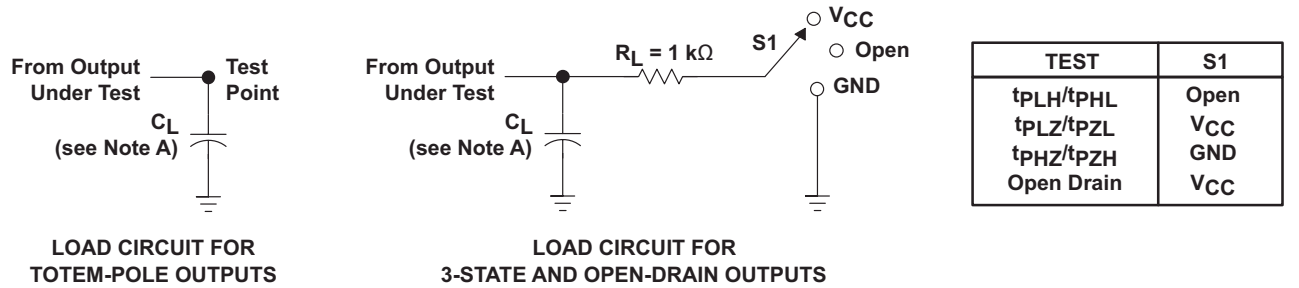 From Output
Under Test
Test
Point
CL
(see Note A)
LOAD CIRCUIT FOR
TOTEM-POLE OUTPUTS
From Output
Under Test
RL = 1 kΩ
S1
VCC
Open
GND
CL
(see Note A)
LOAD CIRCUIT FOR
3-STATE AND OPEN-DRAIN OUTPUTS
TEST S1
tPLH/tPHL Open
tPLZ/tPZL VCC
tPHZ/tPZH GND
Open Drain VCC